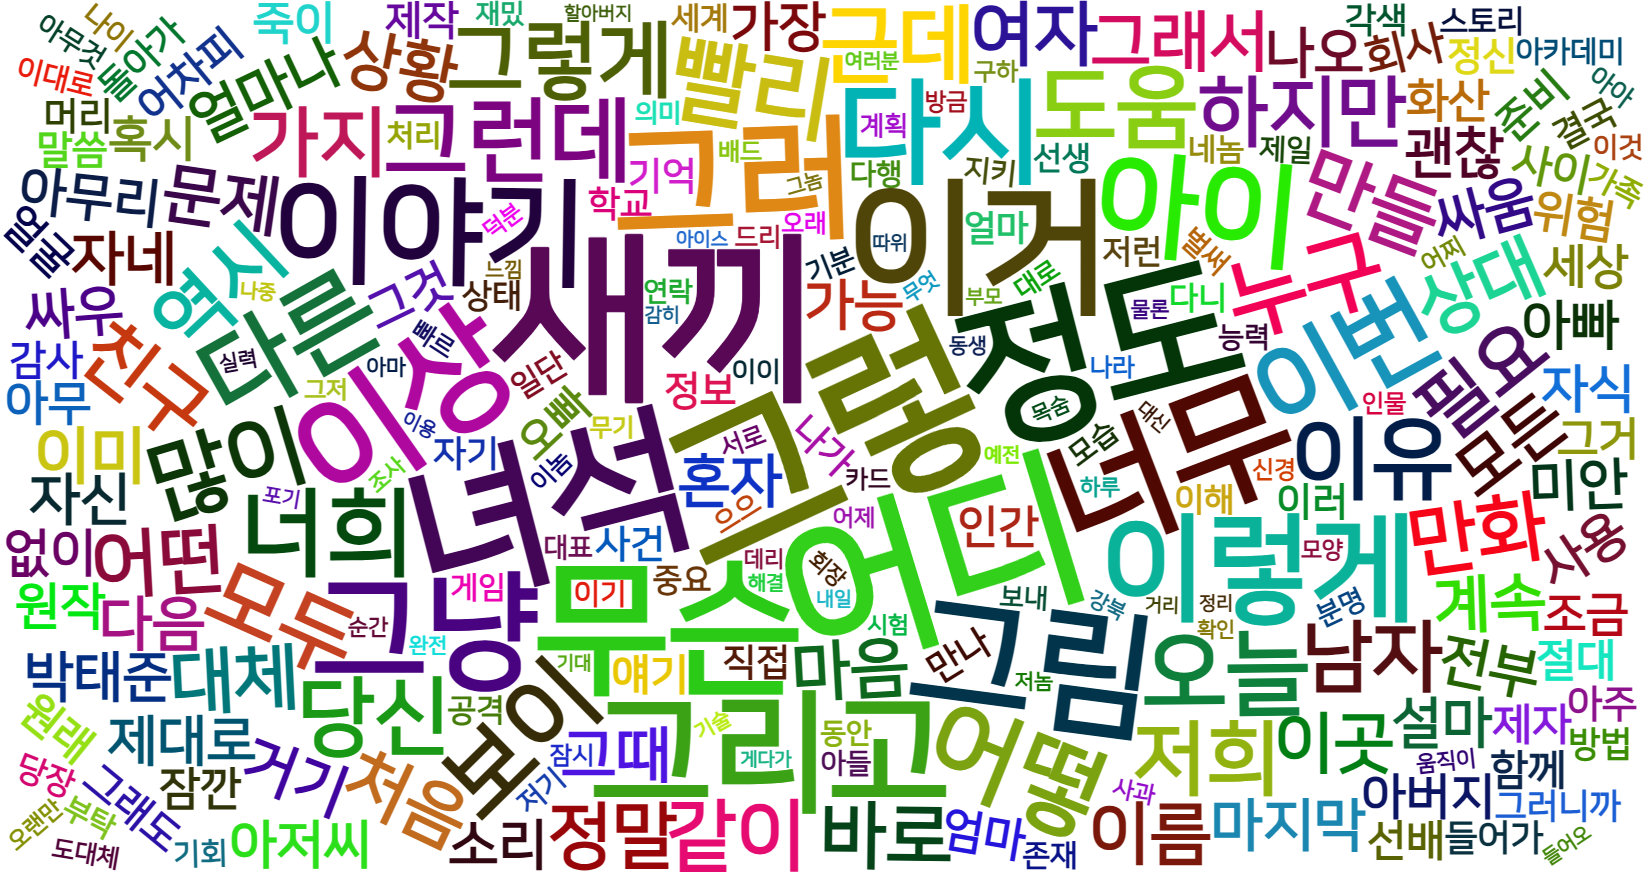 나이
아무것
이대로
몰아가
어차피
죽이
얼마나
제작
상황
재밌
그렇게
할아버지
세계
빨리
가장
근데
여러분
여자
구하
그래서
나오
회사
각색
스토리
정신
아카데미
아아
머리
말씀
혹시
가지
처리
그런데
의미
그러
배드
기억
다시
방금
계획
도움
선생
지키
다행
하지만
네놈
제일
화산
괜찮
준비
결국
이것
사이
가족
아무리
문제
이야기
덕분
학교
그놈
오래
드리
아이스
이거
따위
얼마
저런
아이
벌써
만들
누구
싸움
위험
어찌
상대
세상
얼굴
자네
역시
나중
그것
느낌
상태
새끼
연락
감히
기분
가능
무엇
부모
대로
물론
다니
능력
싸우
감사
아무
친구
다른
실력
아마
빠르
이상
그저
이용
일단
오빠
무기
이놈
정보
이이
그렇
동생
정도
나라
목숨
대신
이번
인물
필요
아빠
자식
그거
이미
많이
자기
조사
포기
녀석
서로
나가
혼자
카드
으으
어제
예전
모습
너무
하루
신경
이해
이러
이유
모든
미안
자신
없이
어떤
너희
대표
사건
데리
해결
어디
회장
내일
인간
이렇게
모양
만화
사용
원작
다음
모두
순간
그냥
완전
게임
무슨
이기
중요
시험
보내
강북
거리
정리
확인
분명
계속
조금
박태준
대체
당신
공격
보이
기대
얘기
직접
마음
만나
저놈
그림
오늘
남자
전부
절대
원래
제대로
거기
처음
잠시
그때
저기
그리고
기술
게다가
동안
아들
어떻
사과
저희
이곳
설마
제자
아주
방법
당장
그래도
잠깐
움직이
함께
오랜만
부탁
도대체
기회
아저씨
소리
정말
같이
바로
엄마
존재
이름
마지막
아버지
그러니까
선배
들어가
들어오